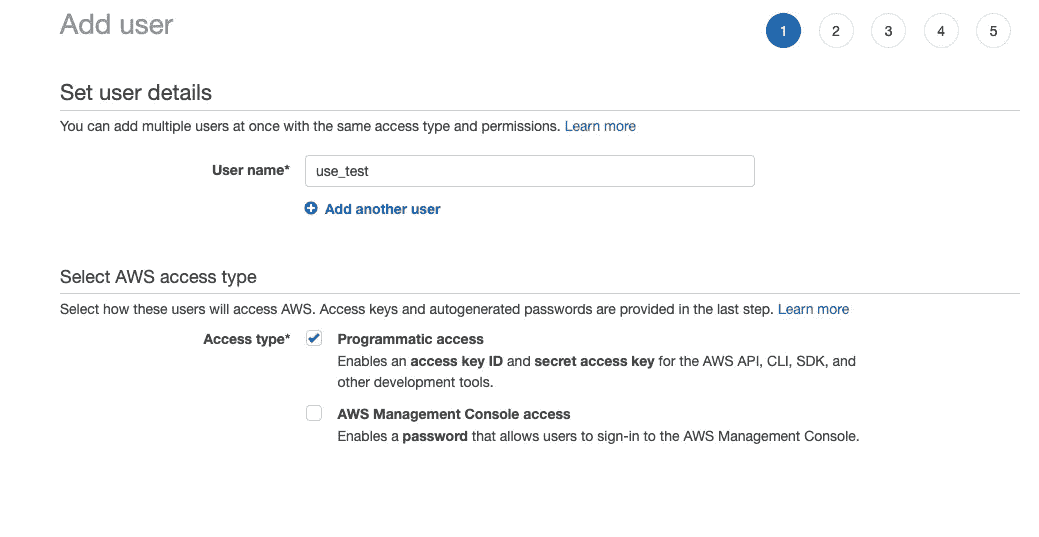 Add user
1 2 3 4 5
Set user details
You can add multiple users at once with the same access type and permissions. Learn more
User name* use_test
Add another user
Select AWS access type
Select how these users will access AWS. Access keys and autogenerated passwords are provided in the last step. Learn more
Access type* Programmatic access
Enables an access key ID and secret access key for the AWS API, CLI, SDK, and
other development tools.
AWS Management Console access
Enables a password that allows users to sign-in to the AWS Management Console.